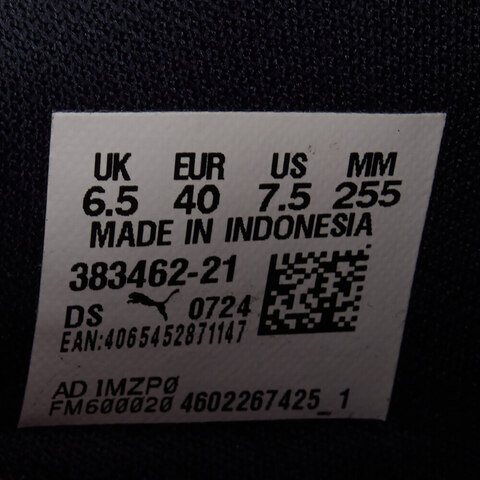 UK EUR US MM
6.5 40 7.5 255
MADE IN INDONESIA
383462-21
DS 0724
EAN:4065452871147
AD IMZPØ
FM600020 4602267425_1